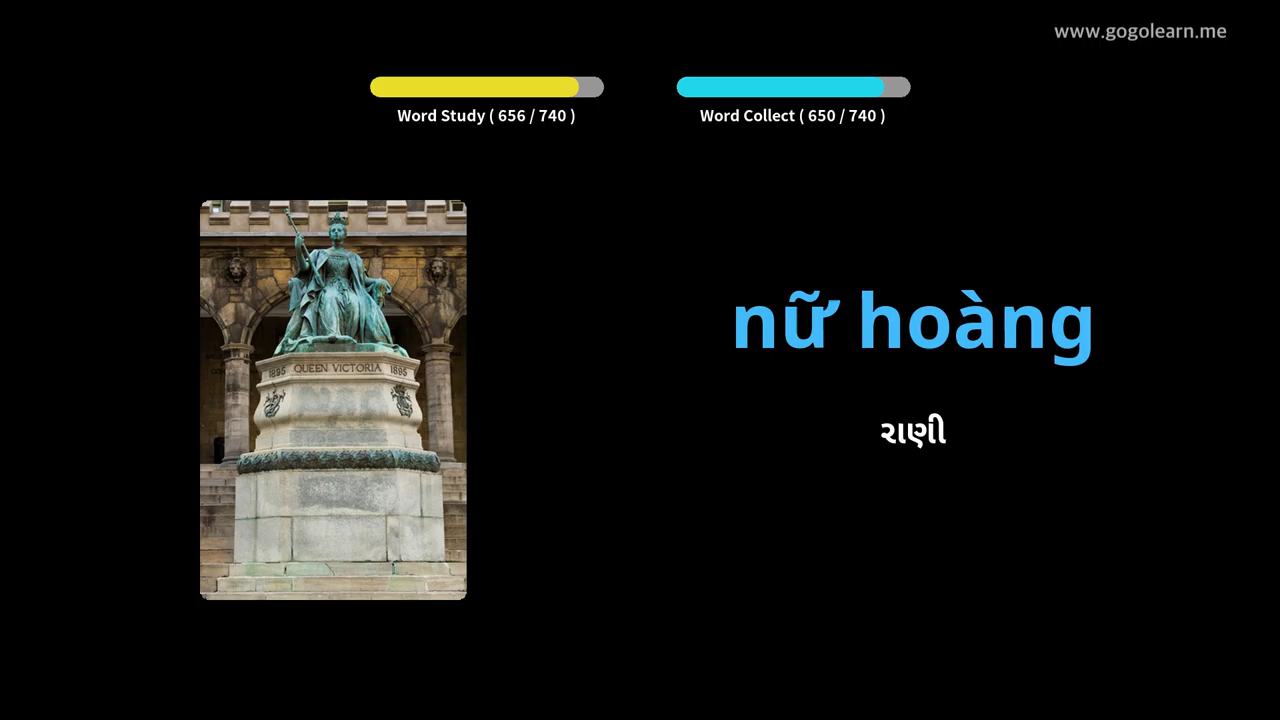 www.gogolearn.me
Word Study ( 656 / 740 )
Word Collect ( 650 / 740 )
1895 QUEEN VICTORIA 1895
nữ hoàng
રાણી